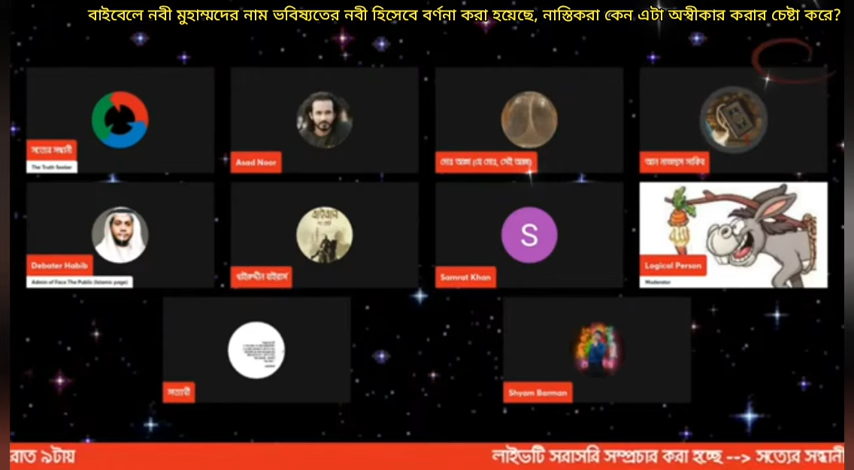 বাইবেলে নবী মুহাম্মদের নাম ভবিষ্যতের নবী হিসেবে বর্ণনা করা হয়েছে, নাস্তিকরা কেন এটা অস্বীকার করার চেষ্টা করে?
সত্যের সন্ধানী
The Truth Seeker
Asad Noor
Debater Habib
Admin of Face The Public (Islamic page)
S
Samrat Khan
Logical Person
Moderator
সত্যার্থী
Shyam Barman
রাত ৯টায়
লাইভটি সরাসরি সম্প্রচার করা হচ্ছে --> সত্যের সন্ধানী